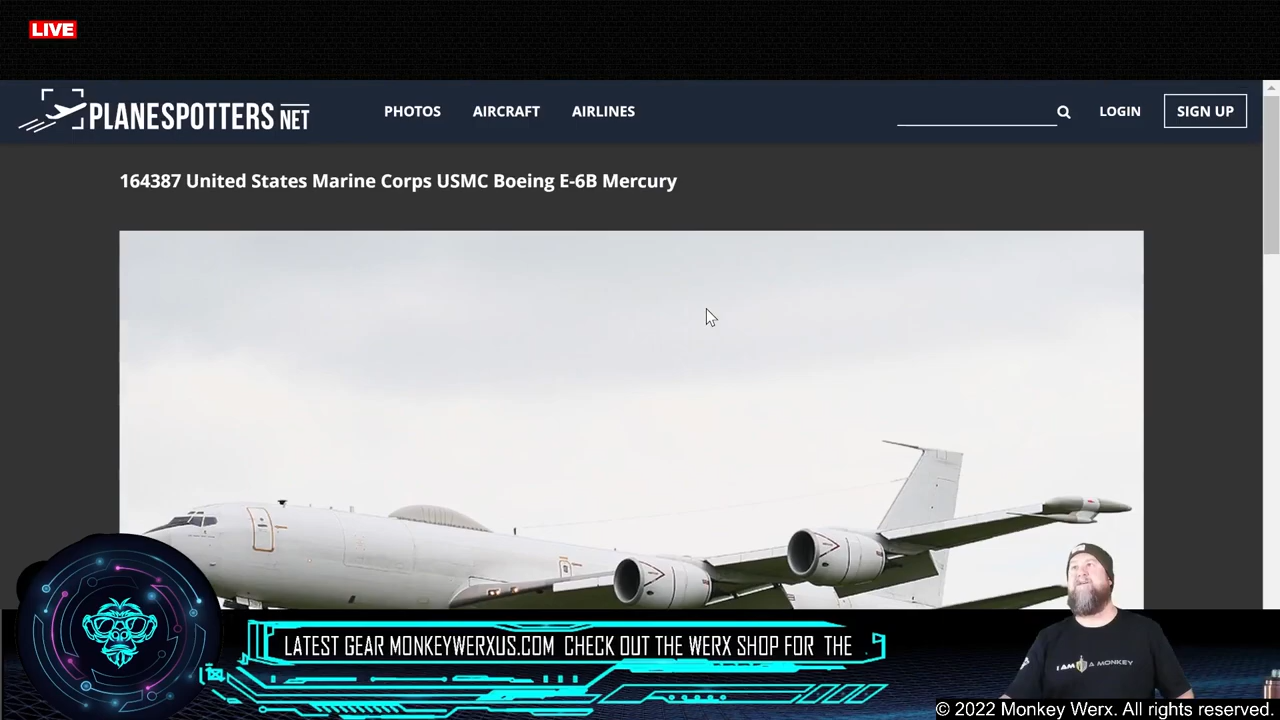 LIVE
PLANESPOTTERS NET
PHOTOS AIRCRAFT AIRLINES
LOGIN
SIGN UP
164387 United States Marine Corps USMC Boeing E-6B Mercury
LATEST GEAR MONKEYWERXUS.COM CHECK OUT THE WERX SHOP FOR THE
I AM A MONKEY
© 2022 Monkey Werx. All rights reserved.